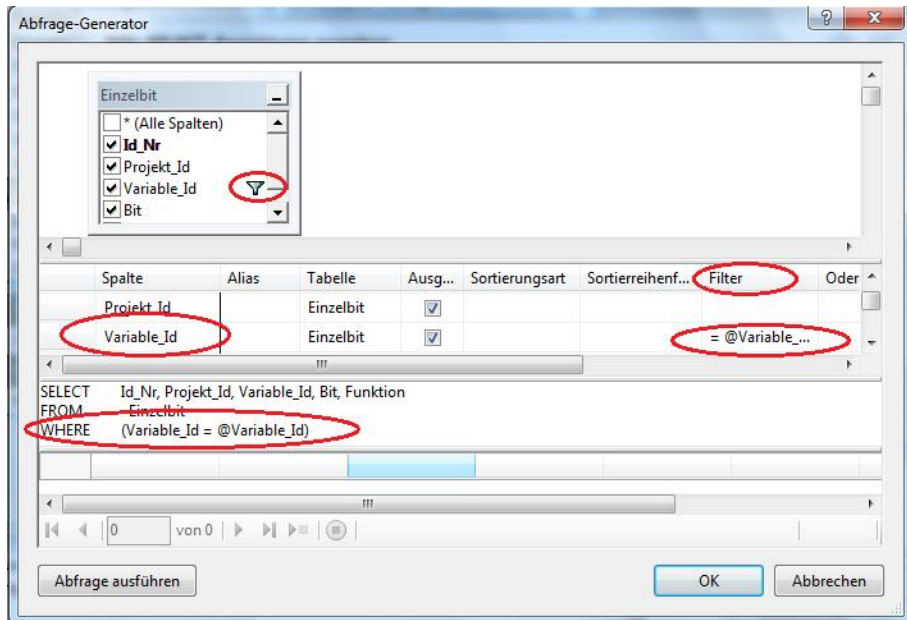 Abfrage-Generator
Einzelbit
* (Alle Spalten)
Id_Nr
Projekt_Id
Variable_Id
Bit
Spalte Alias Tabelle Ausg... Sortierungsart Sortierreihenf... Filter Oder
Projekt_Id Einzelbit
Variable_Id Einzelbit = @Variable_...
SELECT Id_Nr, Projekt_Id, Variable_Id, Bit, Funktion
FROM Einzelbit
WHERE (Variable_Id = @Variable_Id)
0 von 0
Abfrage ausführen OK Abbrechen